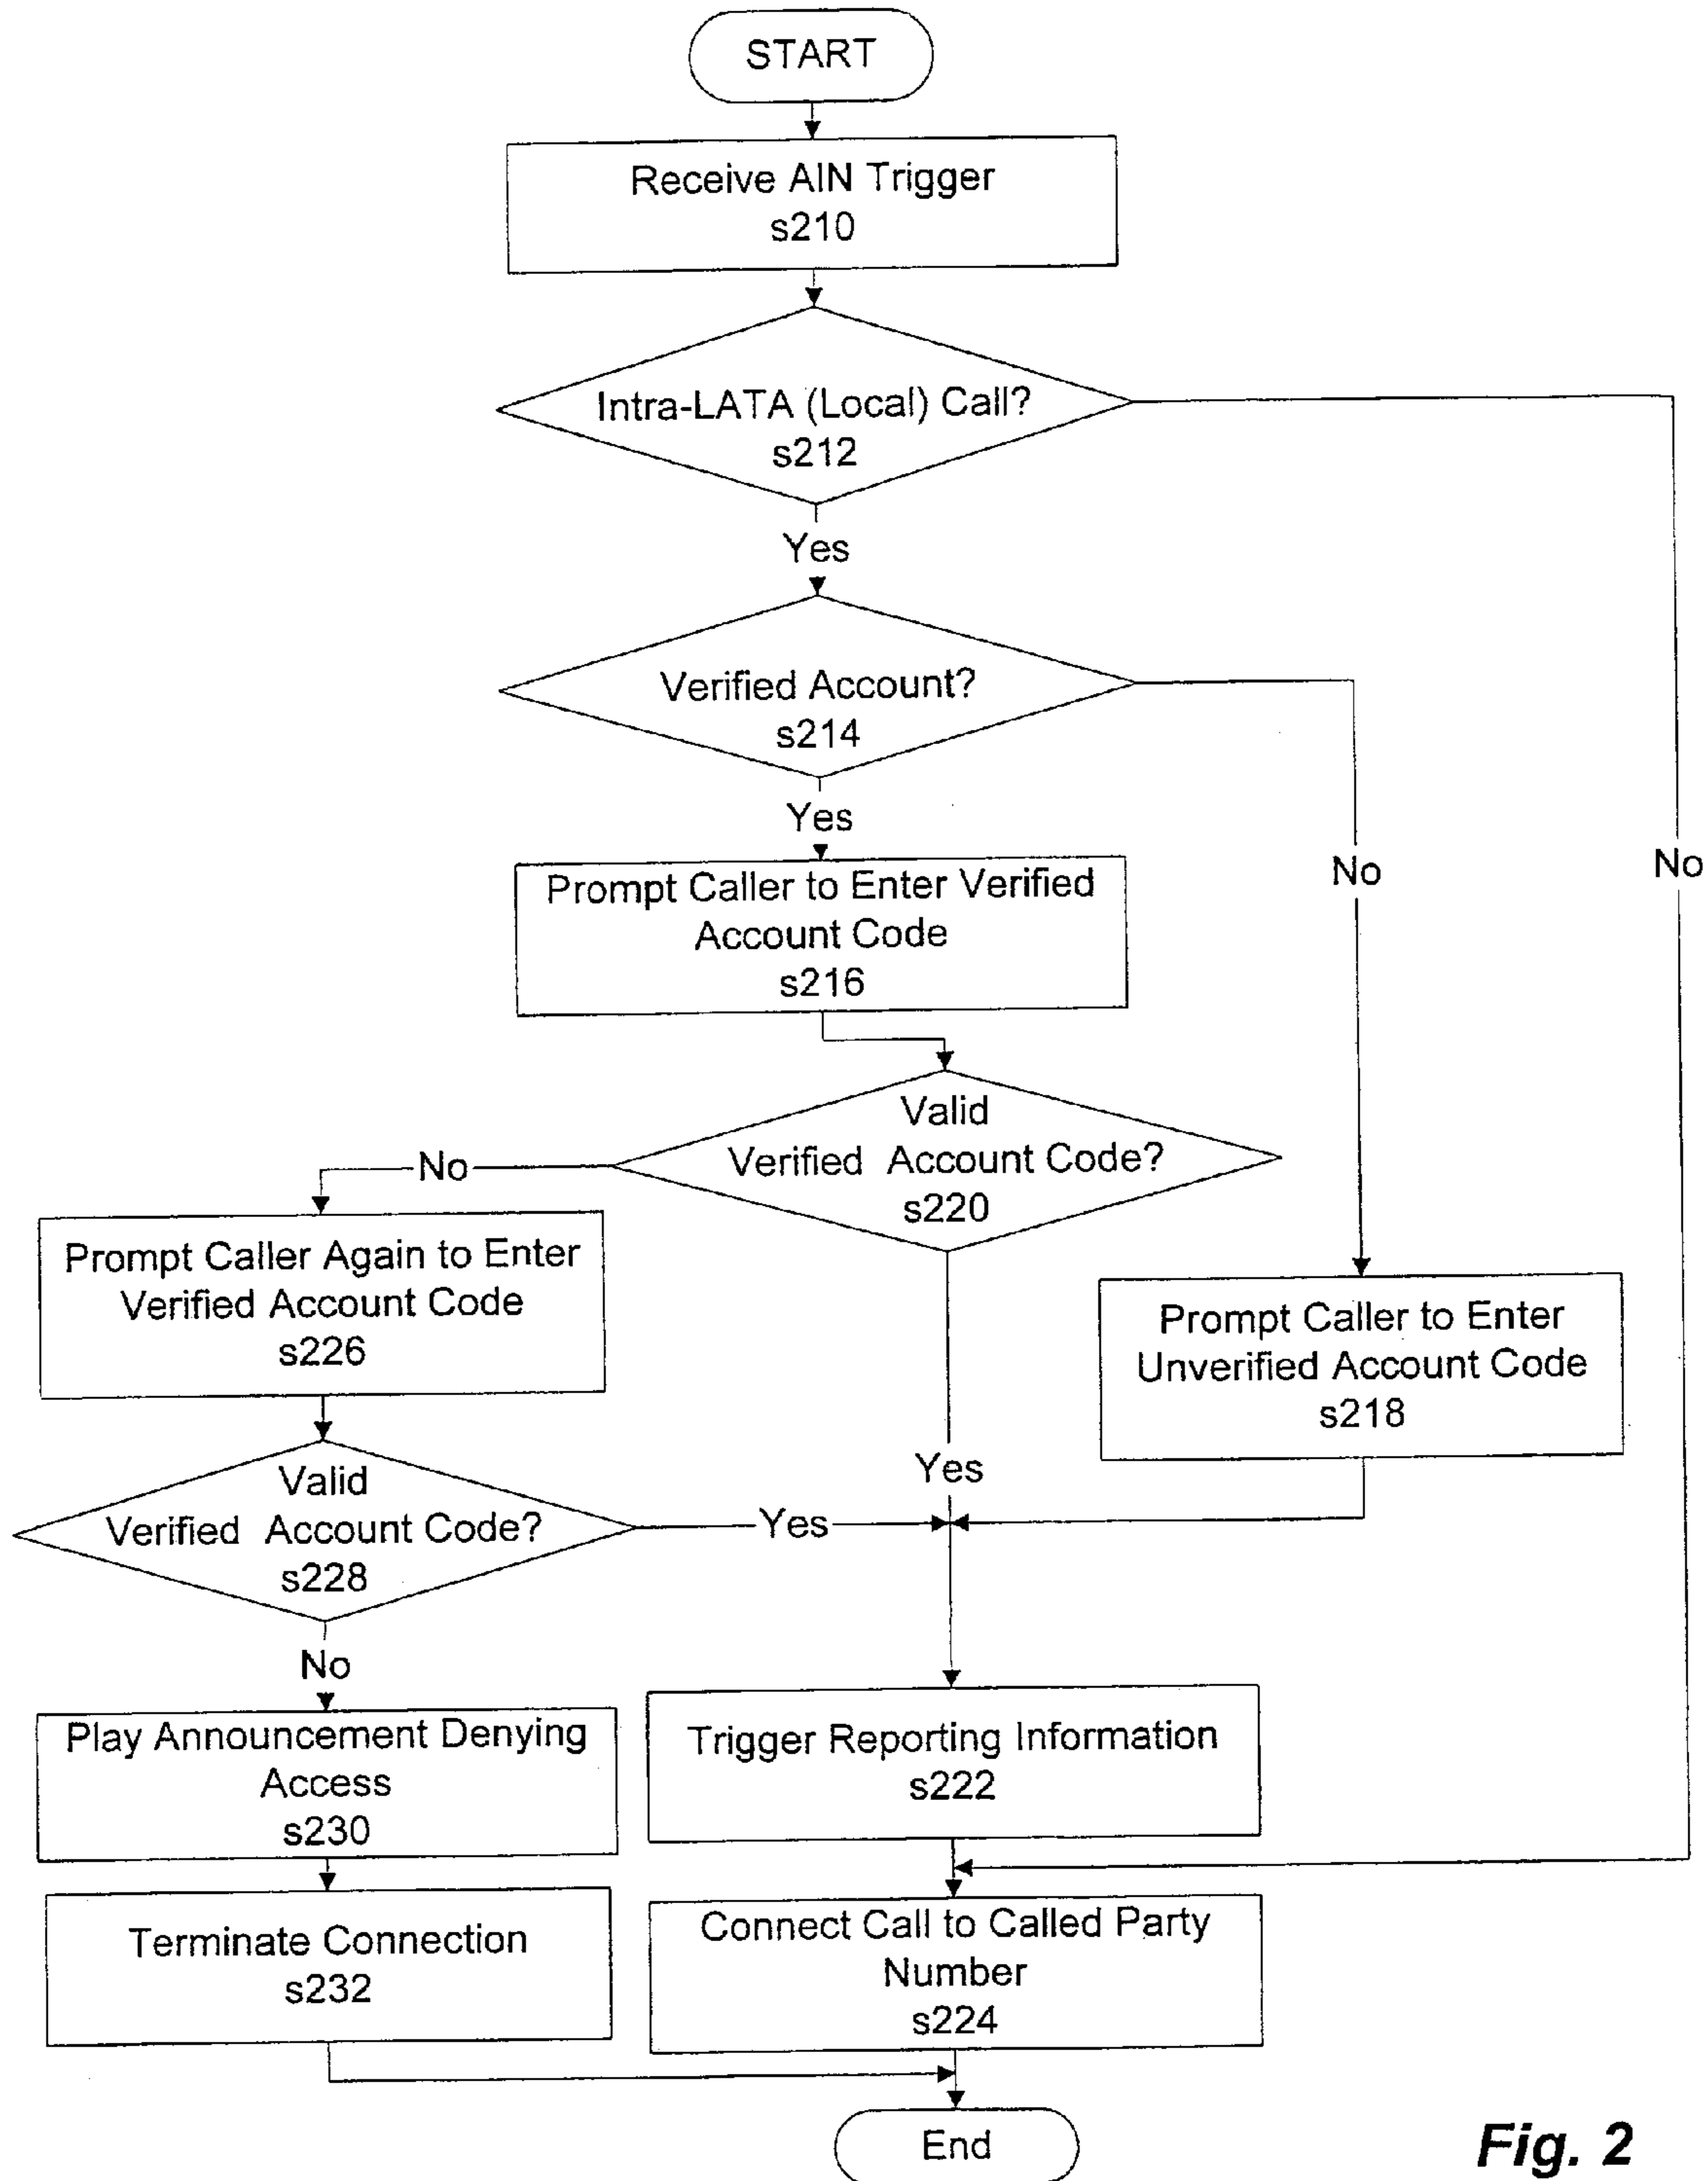 START
Receive AIN Trigger
s210
Intra-LATA (Local) Call?
s212
Yes
No
Verified Account?
s214
Yes
No
Prompt Caller to Enter Verified
Account Code
s216
Valid
Verified Account Code?
s220
No
Yes
Prompt Caller Again to Enter
Verified Account Code
s226
Prompt Caller to Enter
Unverified Account Code
s218
Valid
Verified Account Code?
s228
Yes
No
Play Announcement Denying
Access
s230
Trigger Reporting Information
s222
Terminate Connection
s232
Connect Call to Called Party
Number
s224
End
Fig. 2